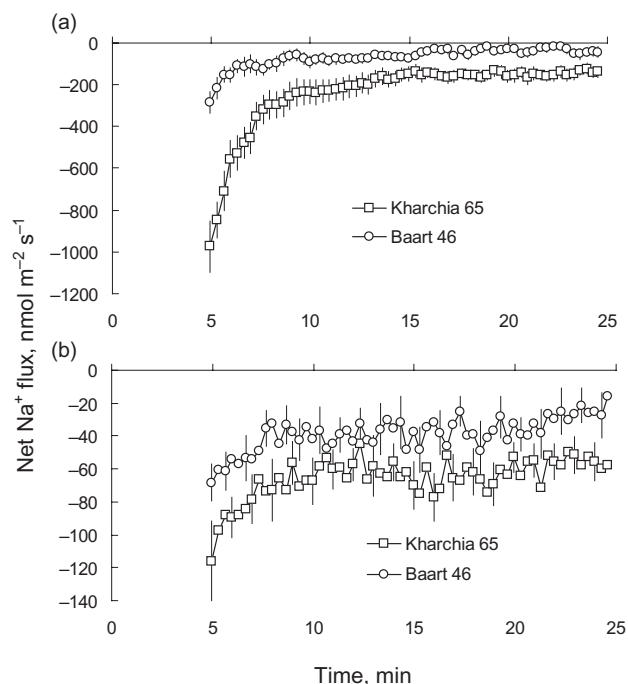 (a)
0
−200
−400
−600
−800
−1000
−1200
Kharchia 65
Baart 46
0 5 10 15 20 25
(b)
0
−20
−40
−60
−80
−100
−120
−140
Kharchia 65
Baart 46
0 5 10 15 20 25
Net Na⁺ flux, nmol m⁻² s⁻¹
Time, min